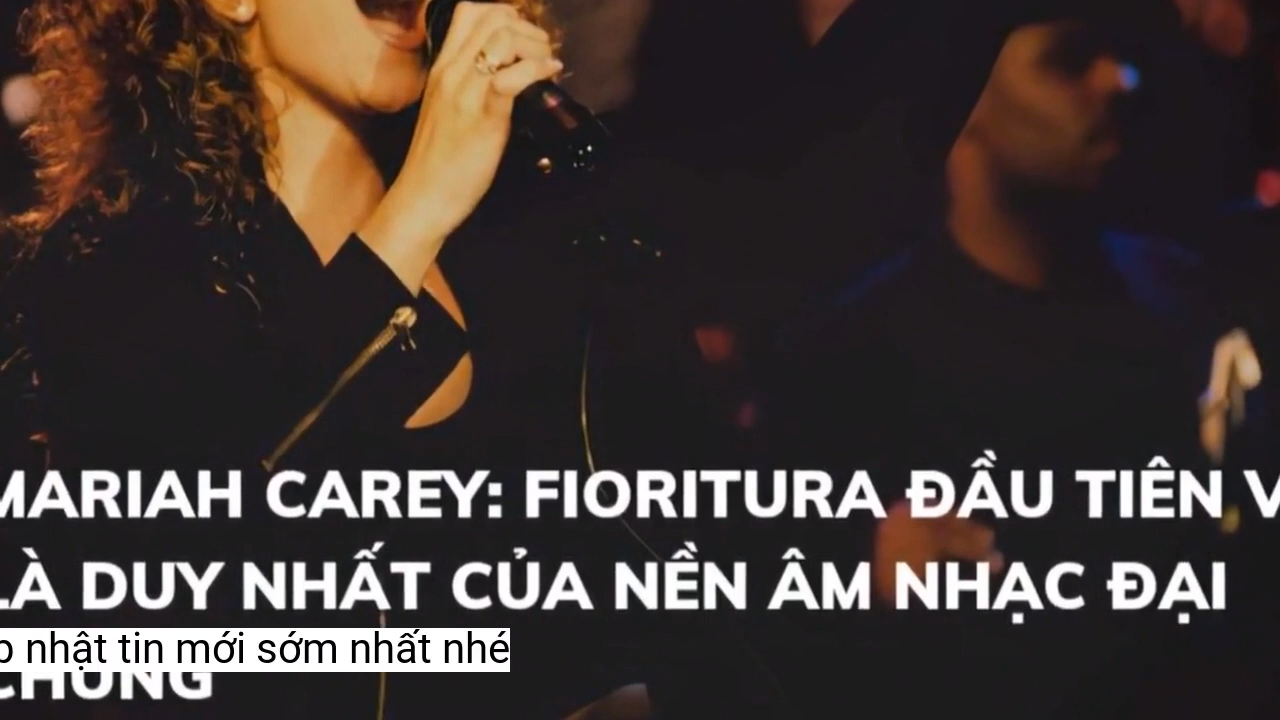 MARIAH CAREY: FIORITURA ĐẦU TIÊN V
LÀ DUY NHẤT CỦA NỀN ÂM NHẠC ĐẠI
p nhật tin mới sớm nhất nhé
CHÚNG